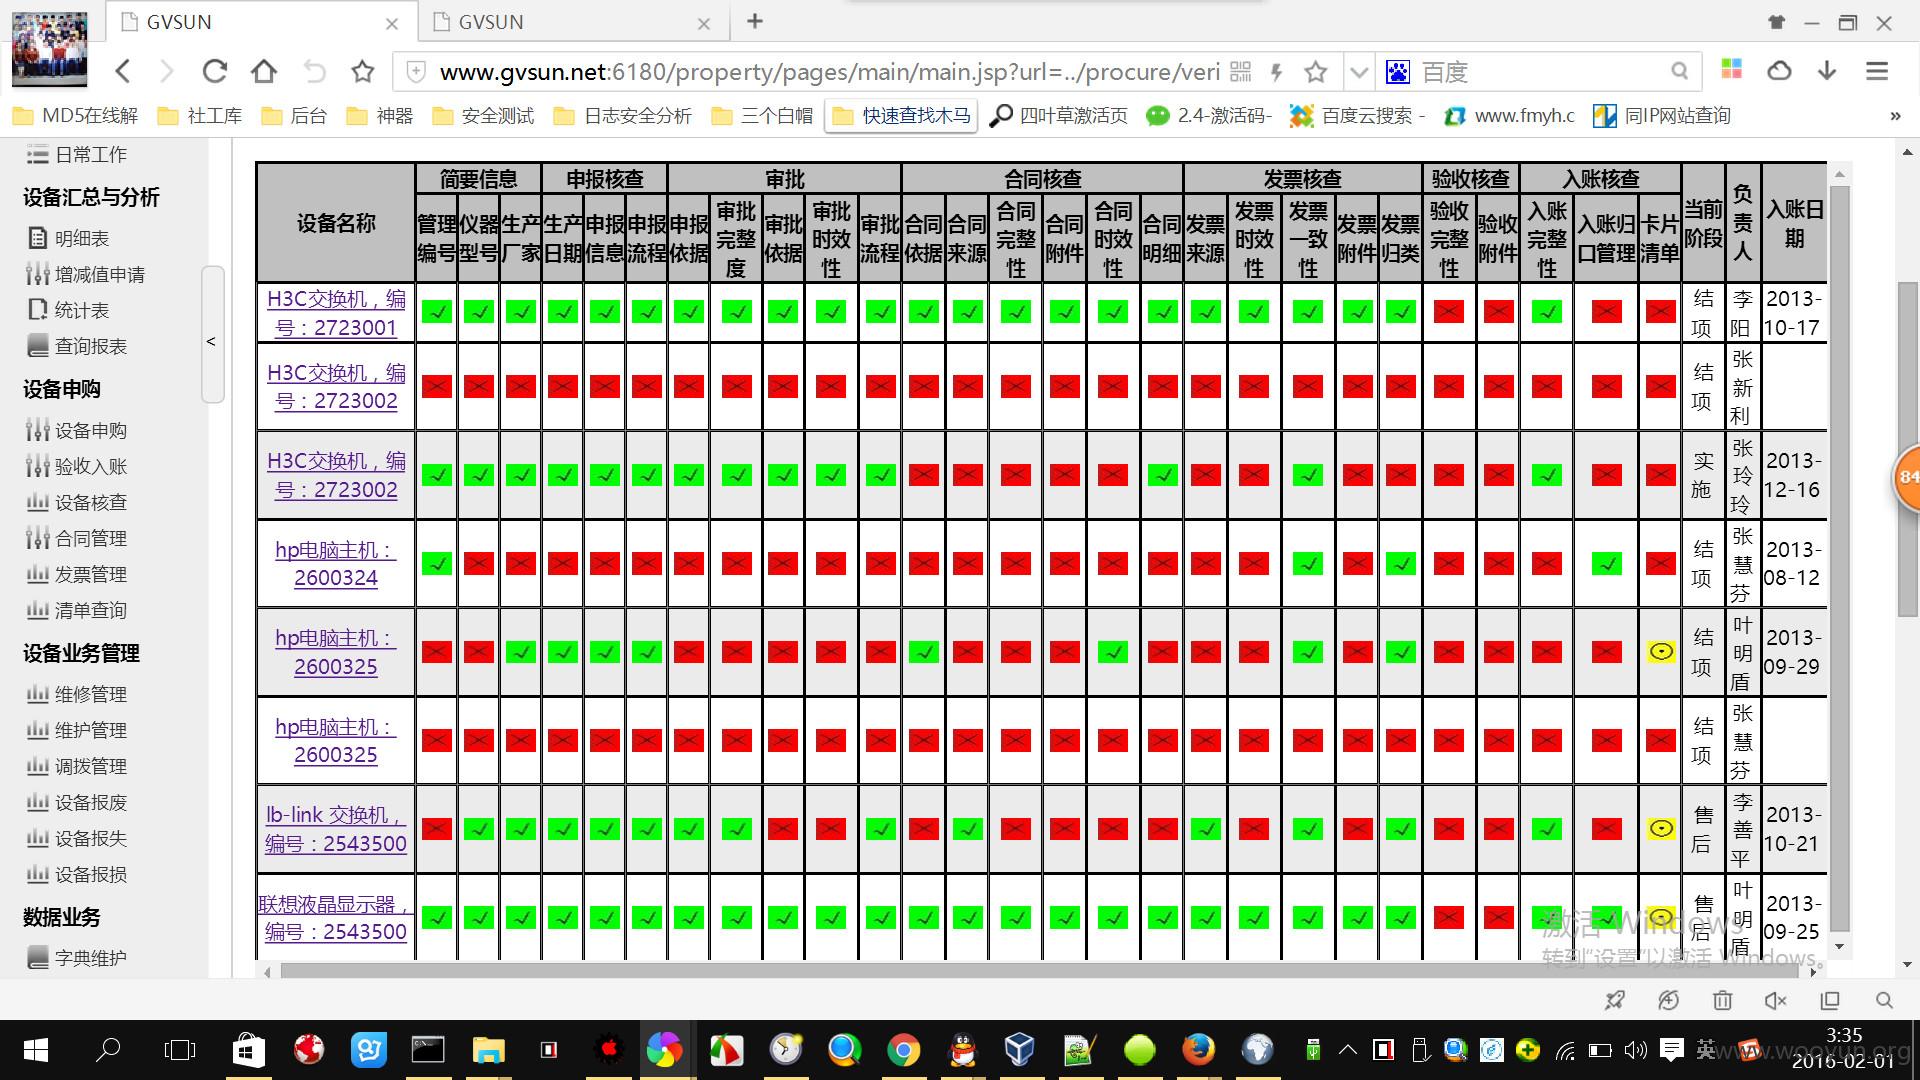 GVSUN
GVSUN
www.gvsun.net:6180/property/pages/main/main.jsp?url=../procure/veri
百度
MD5在线解
社工库
后台
神器
安全测试
日志安全分析
三个白帽
快速查找木马
四叶草激活页
2.4-激活码-
百度云搜索 -
www.fmyh.c
同IP网站查询
»
日常工作
设备汇总与分析
明细表
增减值申请
统计表
查询报表
设备申购
设备申购
验收入账
设备核查
合同管理
发票管理
清单查询
设备业务管理
维修管理
维护管理
调拨管理
设备报废
设备报失
设备报损
数据业务
字典维护
<
设备名称
简要信息
申报核查
审批
合同核查
发票核查
验收核查
入账核查
当前
阶段
负
责
人
入账日
期
管理
编号
仪器
型号
生产
厂家
生产
日期
申报
信息
申报
流程
申报
依据
审批
完整
度
审批
依据
审批
时效
性
审批
流程
合同
依据
合同
来源
合同
完整
性
合同
附件
合同
时效
性
合同
明细
发票
来源
发票
时效
性
发票
一致
性
发票
附件
发票
归类
验收
完整
性
验收
附件
入账
完整
性
入账归
口管理
卡片
清单
H3C交换机，编
号：2723001
结
项
李
阳
2013-
10-17
H3C交换机，编
号：2723002
结
项
张
新
利
H3C交换机，编
号：2723002
实
施
张
玲
玲
2013-
12-16
hp电脑主机：
2600324
结
项
张
慧
芬
2013-
08-12
hp电脑主机：
2600325
结
项
叶
明
盾
2013-
09-29
hp电脑主机：
2600325
结
项
张
慧
芬
lb-link 交换机，
编号：2543500
售
后
李
善
平
2013-
10-21
联想液晶显示器，
编号：2543500
售
后
叶
明
盾
2013-
09-25
84
激活 Windows
转到"设置"以激活 Windows。
英
3:35
2016-02-01
www.wooyun.org